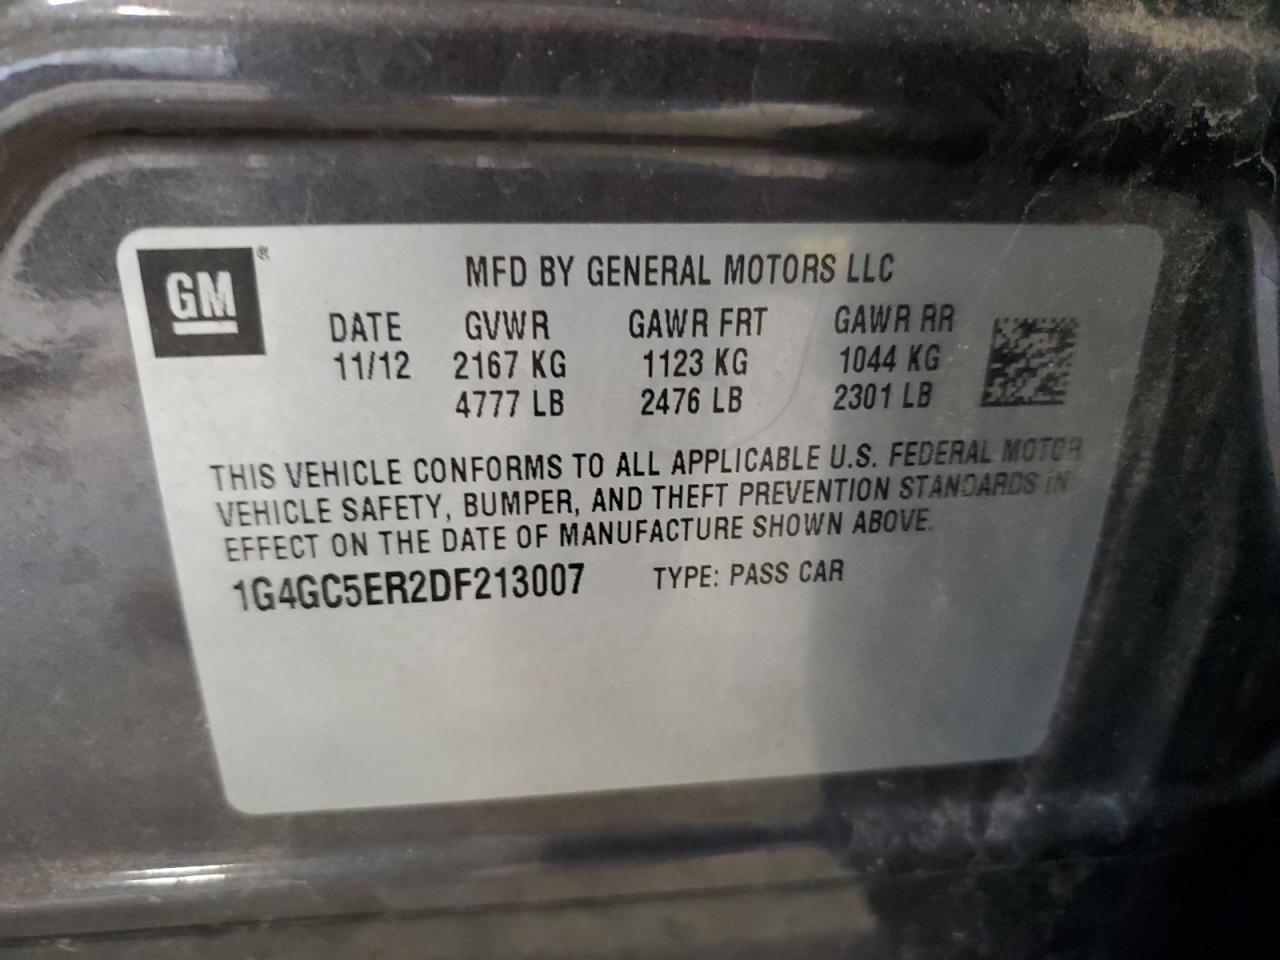 GM ®
MFD BY GENERAL MOTORS LLC
DATE GVWR GAWR FRT GAWR RR
11/12 2167 KG 1123 KG 1044 KG
4777 LB 2476 LB 2301 LB
THIS VEHICLE CONFORMS TO ALL APPLICABLE U.S. FEDERAL MOTOR
VEHICLE SAFETY, BUMPER, AND THEFT PREVENTION STANDARDS IN
EFFECT ON THE DATE OF MANUFACTURE SHOWN ABOVE.
1G4GC5ER2DF213007 TYPE: PASS CAR